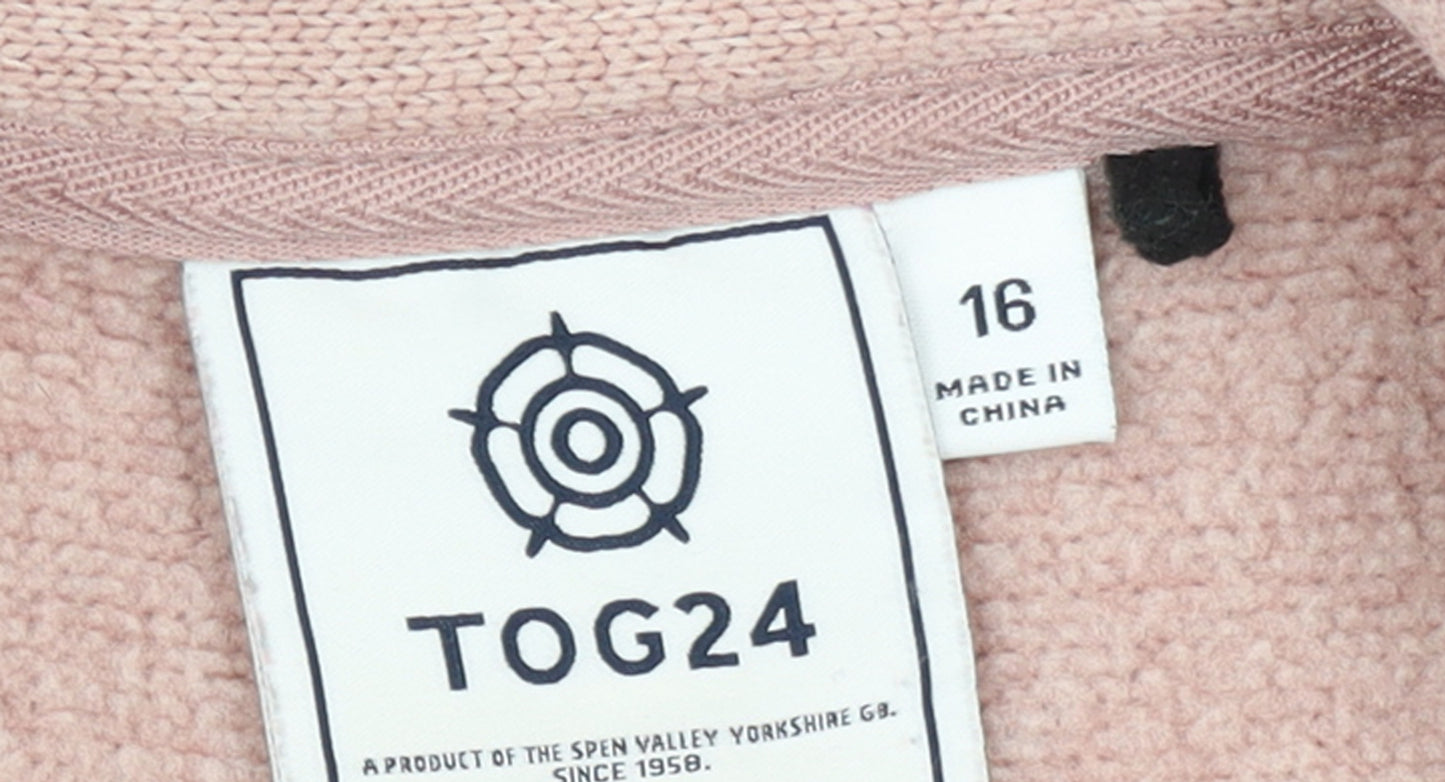 16
MADE IN
CHINA
TOG24
A PRODUCT OF THE SPEN VALLEY YORKSHIRE GB.
SINCE 1958.